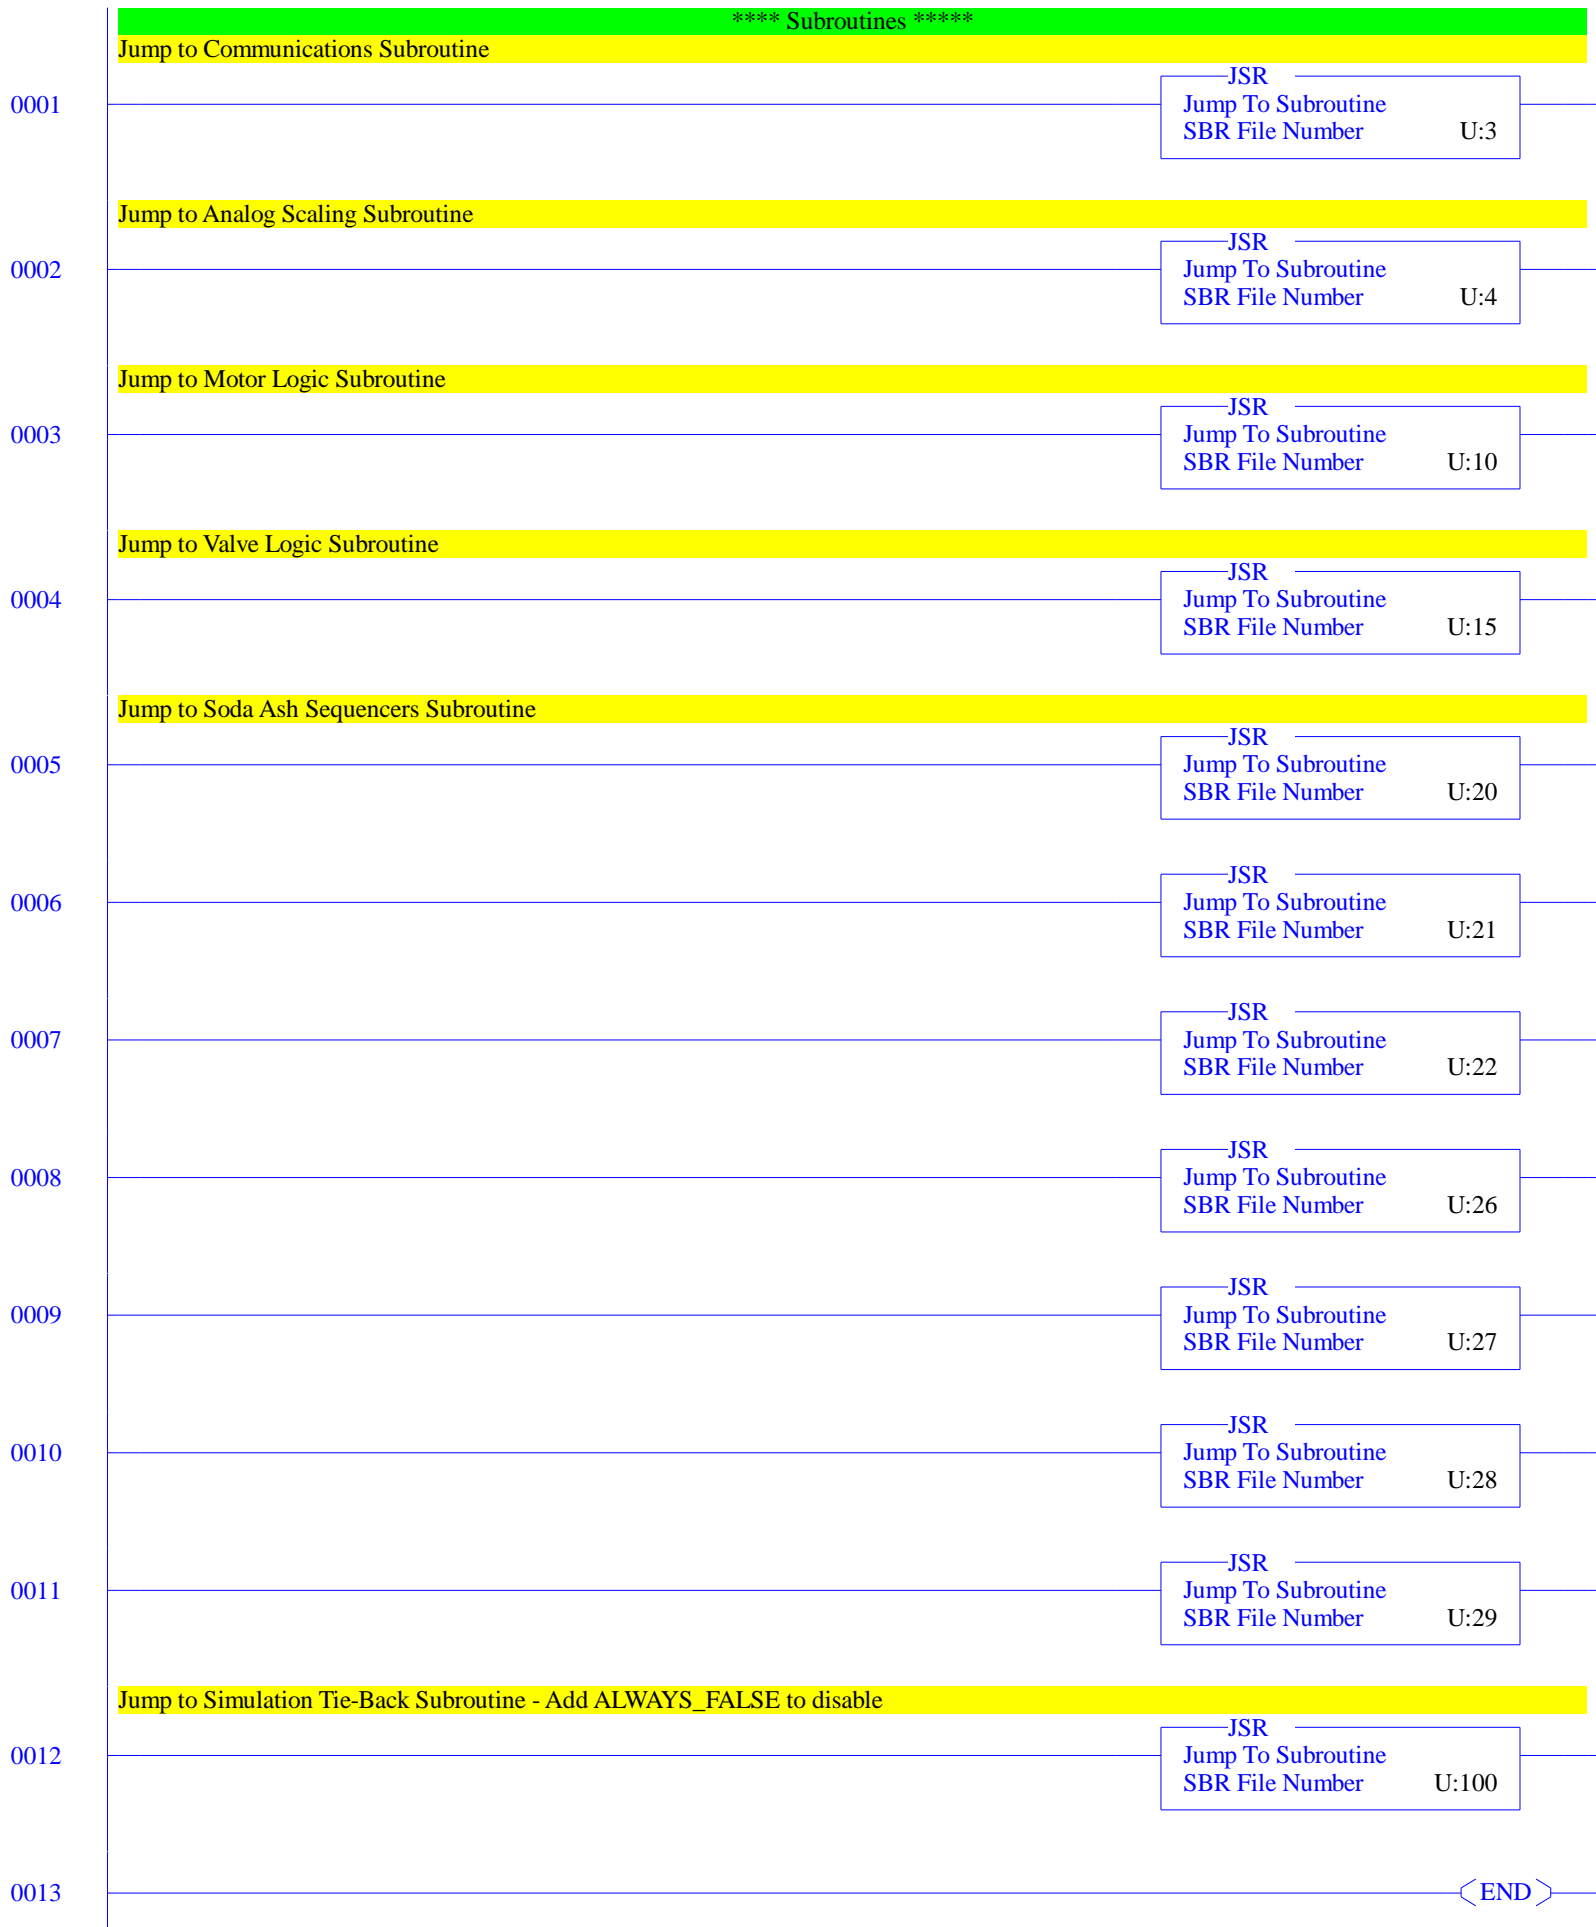 **** Subroutines *****
Jump to Communications Subroutine
JSR
0001
Jump To Subroutine
SBR File Number U:3
Jump to Analog Scaling Subroutine
JSR
0002
Jump To Subroutine
SBR File Number U:4
Jump to Motor Logic Subroutine
JSR
0003
Jump To Subroutine
SBR File Number U:10
Jump to Valve Logic Subroutine
JSR
0004
Jump To Subroutine
SBR File Number U:15
Jump to Soda Ash Sequencers Subroutine
JSR
0005
Jump To Subroutine
SBR File Number U:20
JSR
0006
Jump To Subroutine
SBR File Number U:21
JSR
0007
Jump To Subroutine
SBR File Number U:22
JSR
0008
Jump To Subroutine
SBR File Number U:26
JSR
0009
Jump To Subroutine
SBR File Number U:27
JSR
0010
Jump To Subroutine
SBR File Number U:28
JSR
0011
Jump To Subroutine
SBR File Number U:29
Jump to Simulation Tie-Back Subroutine - Add ALWAYS_FALSE to disable
JSR
0012
Jump To Subroutine
SBR File Number U:100
0013
END